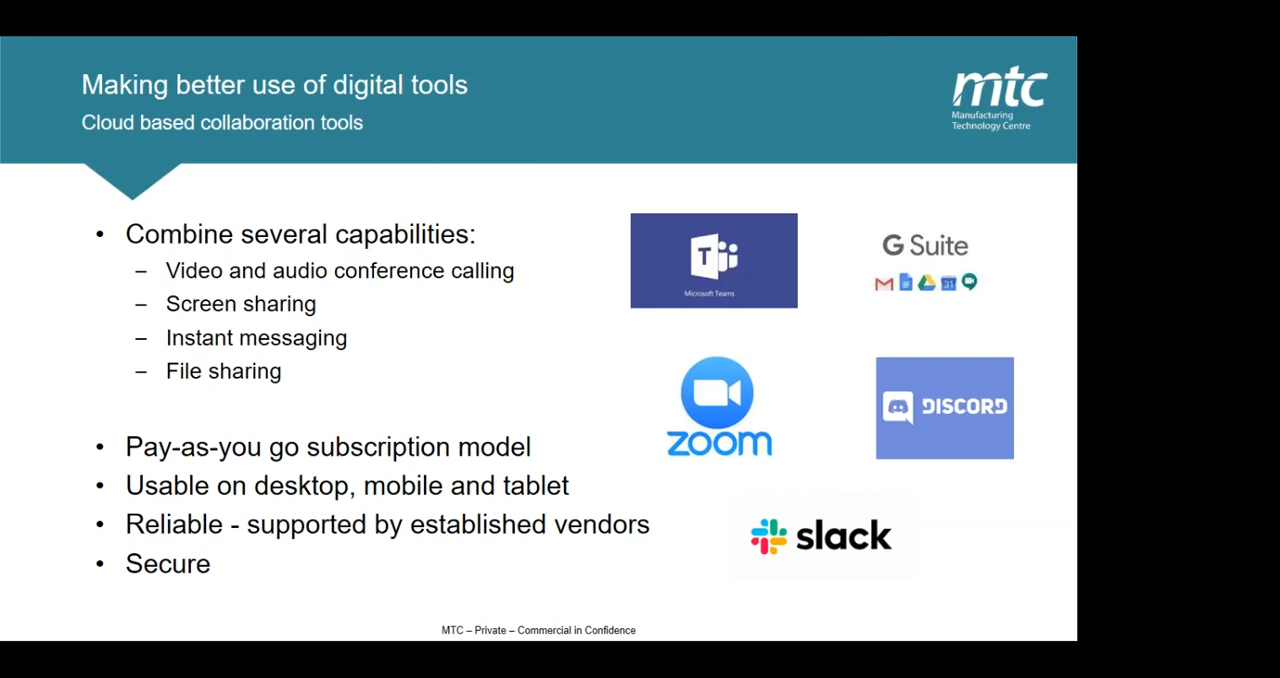 Making better use of digital tools
Cloud based collaboration tools
mtc
Manufacturing
Technology Centre
• Combine several capabilities:
– Video and audio conference calling
– Screen sharing
– Instant messaging
– File sharing
• Pay-as-you go subscription model
• Usable on desktop, mobile and tablet
• Reliable - supported by established vendors
• Secure
T
Microsoft Teams
G Suite
31
zoom
DISCORD
slack
MTC – Private – Commercial in Confidence